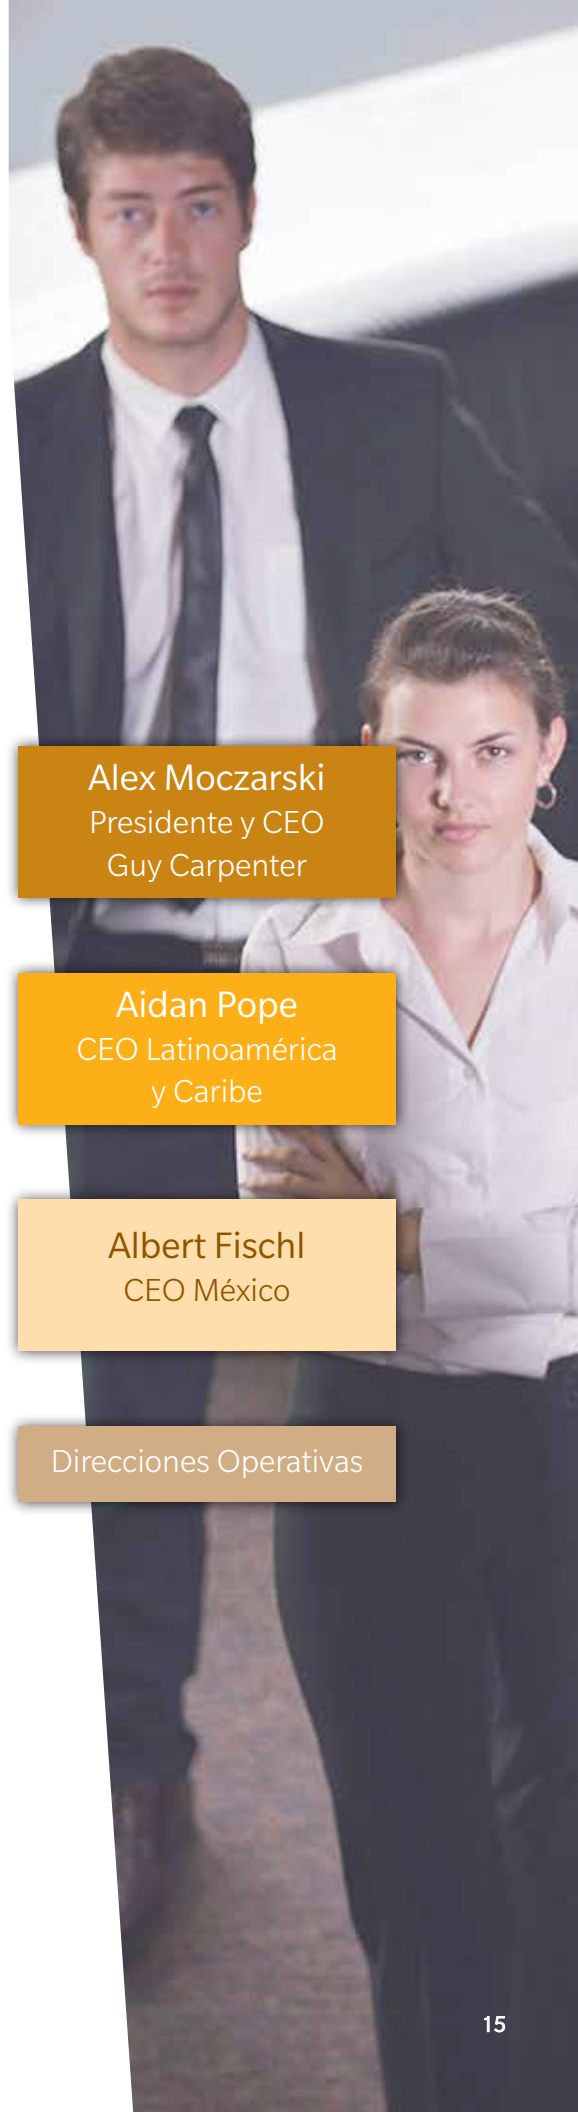 Alex Moczarski
Presidente y CEO
Guy Carpenter
Aidan Pope
CEO Latinoamérica
y Caribe
Albert Fischl
CEO México
Direcciones Operativas
15